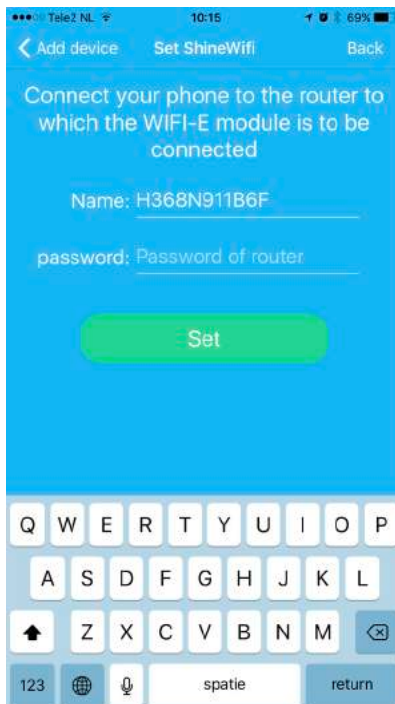 Tele2 NL 10:15 69%
Add device Set ShineWifi Back
Connect your phone to the router to
which the WIFI-E module is to be
connected
Name: H368N911B6F
password: Password of router
Set
Q W E R T Y U I O P
A S D F G H J K L
Z X C V B N M
123 spatie return